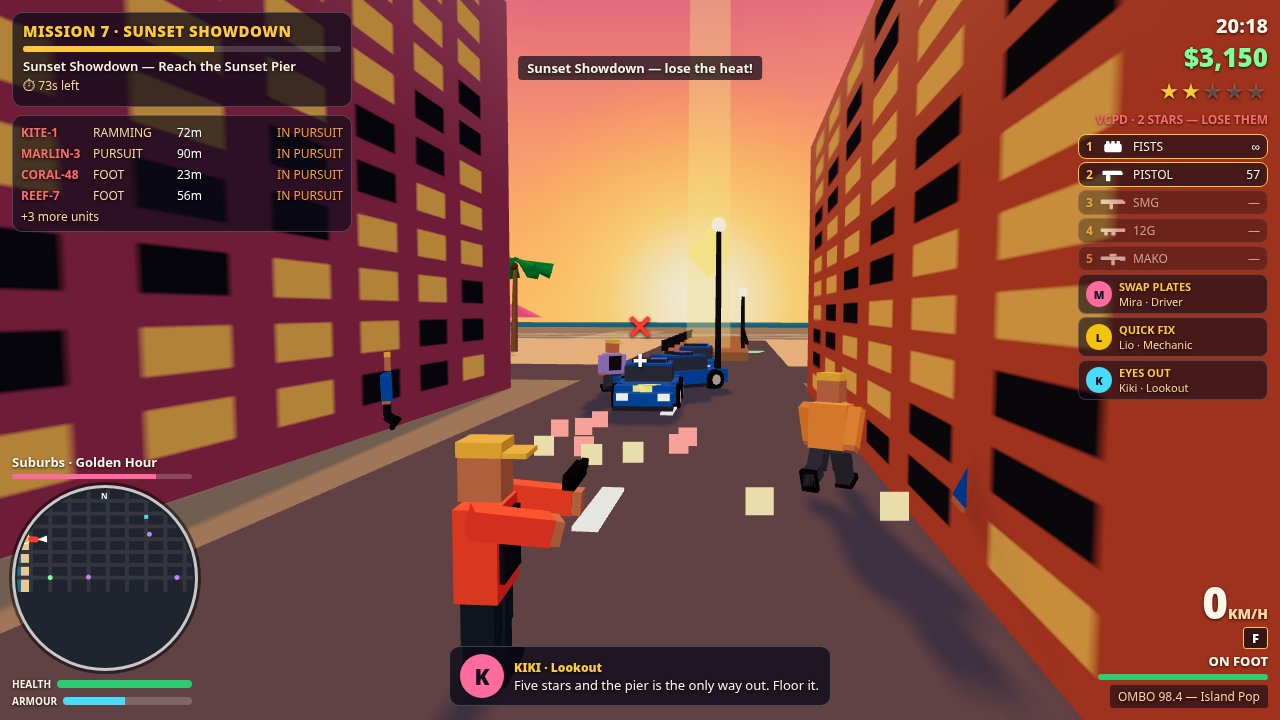 MISSION 7 · SUNSET SHOWDOWN
Sunset Showdown — Reach the Sunset Pier
⏱ 73s left
KITE-1 RAMMING 72m IN PURSUIT
MARLIN-3 PURSUIT 90m IN PURSUIT
CORAL-48 FOOT 23m IN PURSUIT
REEF-7 FOOT 56m IN PURSUIT
+3 more units
Sunset Showdown — lose the heat!
20:18
$3,150
★★★★★
VCPD · 2 STARS — LOSE THEM
1 FISTS ∞
2 PISTOL 57
3 SMG —
4 12G —
5 MAKO —
M SWAP PLATES
Mira · Driver
L QUICK FIX
Lio · Mechanic
K EYES OUT
Kiki · Lookout
Suburbs · Golden Hour
N
HEALTH
ARMOUR
K KIKI · Lookout
Five stars and the pier is the only way out. Floor it.
0 KM/H
F
ON FOOT
OMBO 98.4 — Island Pop